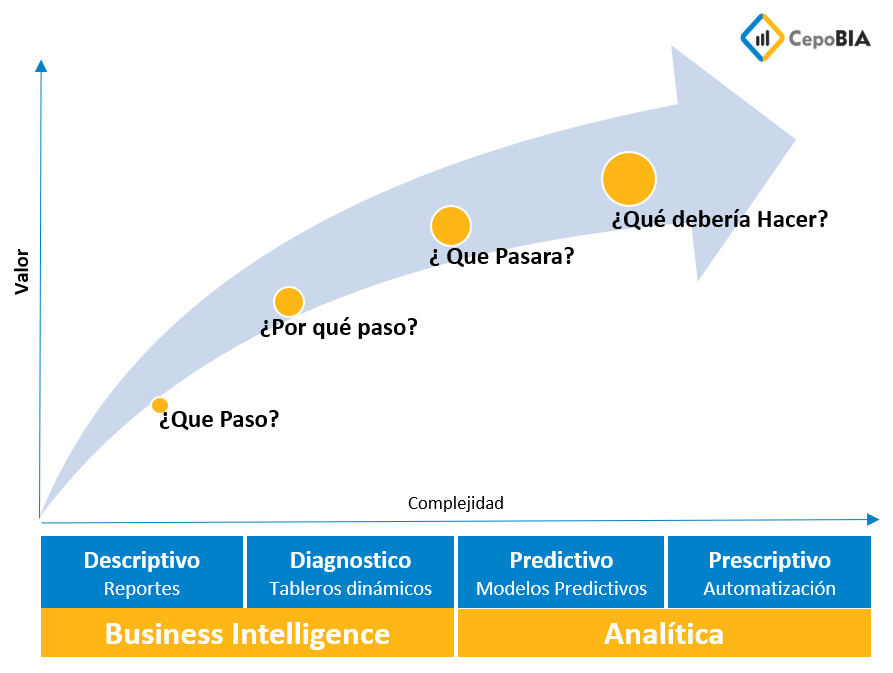 CepoBIA
Valor
¿Qué debería Hacer?
¿ Que Pasara?
¿Por qué paso?
¿Que Paso?
Complejidad
Descriptivo
Reportes
Diagnostico
Tableros dinámicos
Predictivo
Modelos Predictivos
Prescriptivo
Automatización
Business Intelligence
Analítica